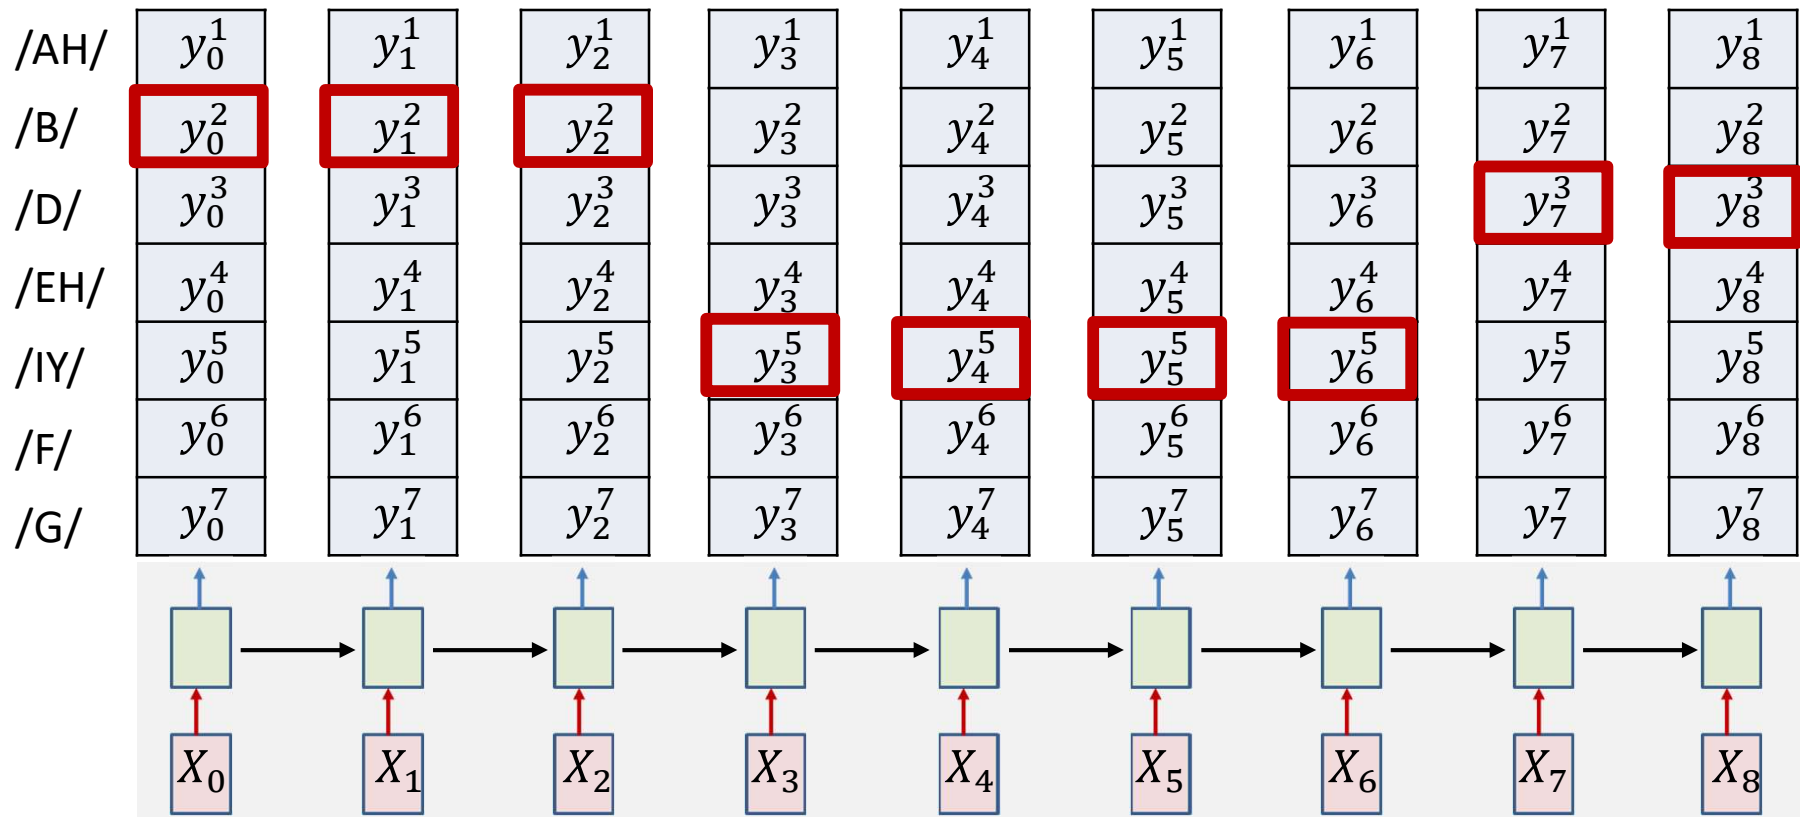 /AH/ y_0^1 y_1^1 y_2^1 y_3^1 y_4^1 y_5^1 y_6^1 y_7^1 y_8^1
/B/ y_0^2 y_1^2 y_2^2 y_3^2 y_4^2 y_5^2 y_6^2 y_7^2 y_8^2
/D/ y_0^3 y_1^3 y_2^3 y_3^3 y_4^3 y_5^3 y_6^3 y_7^3 y_8^3
/EH/ y_0^4 y_1^4 y_2^4 y_3^4 y_4^4 y_5^4 y_6^4 y_7^4 y_8^4
/IY/ y_0^5 y_1^5 y_2^5 y_3^5 y_4^5 y_5^5 y_6^5 y_7^5 y_8^5
/F/ y_0^6 y_1^6 y_2^6 y_3^6 y_4^6 y_5^6 y_6^6 y_7^6 y_8^6
/G/ y_0^7 y_1^7 y_2^7 y_3^7 y_4^7 y_5^7 y_6^7 y_7^7 y_8^7
X_0 X_1 X_2 X_3 X_4 X_5 X_6 X_7 X_8